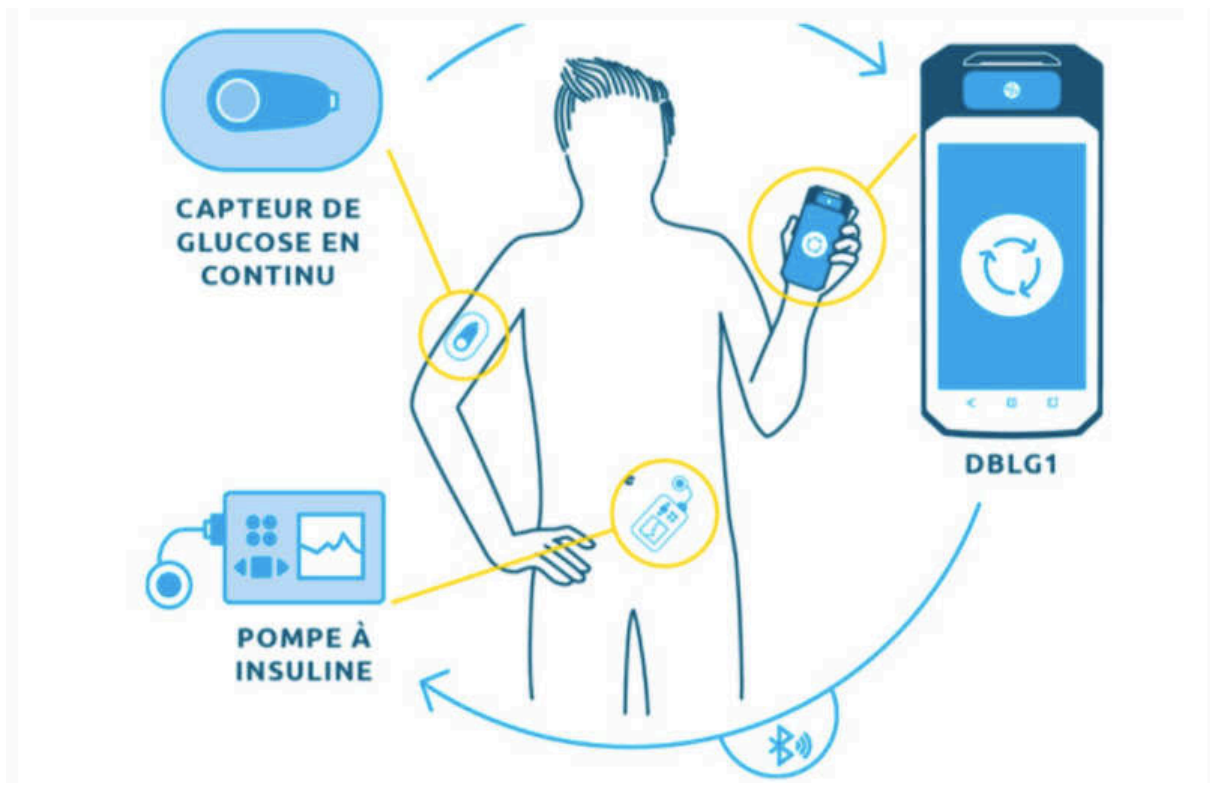 CAPTEUR DE
GLUCOSE EN
CONTINU
DBLG1
POMPE À
INSULINE